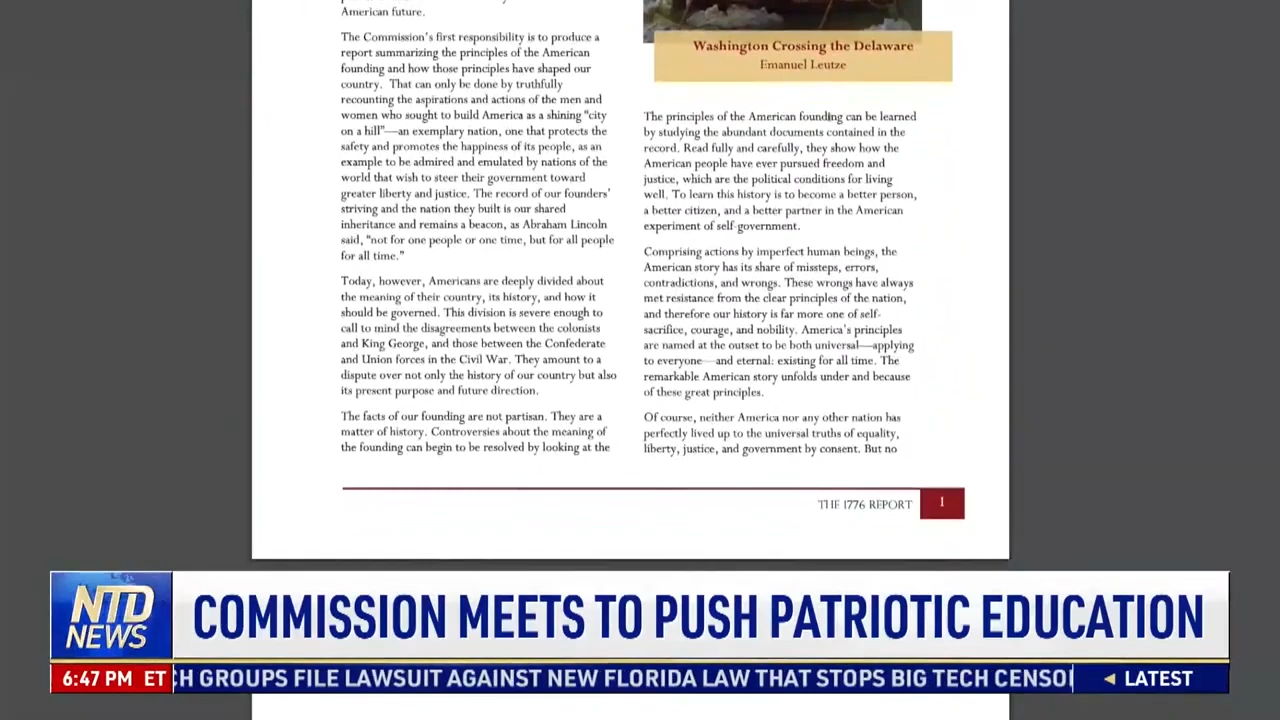 American future.
The Commission's first responsibility is to produce a
report summarizing the principles of the American
founding and how those principles have shaped our
country. That can only be done by truthfully
recounting the aspirations and actions of the men and
women who sought to build America as a shining "city
on a hill"—an exemplary nation, one that protects the
safety and promotes the happiness of its people, as an
example to be admired and emulated by nations of the
world that wish to steer their government toward
greater liberty and justice. The record of our founders'
striving and the nation they built is our shared
inheritance and remains a beacon, as Abraham Lincoln
said, "not for one people or one time, but for all people
for all time."
Today, however, Americans are deeply divided about
the meaning of their country, its history, and how it
should be governed. This division is severe enough to
call to mind the disagreements between the colonists
and King George, and those between the Confederate
and Union forces in the Civil War. They amount to a
dispute over not only the history of our country but also
its present purpose and future direction.
The facts of our founding are not partisan. They are a
matter of history. Controversies about the meaning of
the founding can begin to be resolved by looking at the
Washington Crossing the Delaware
Emanuel Leutze
The principles of the American founding can be learned
by studying the abundant documents contained in the
record. Read fully and carefully, they show how the
American people have ever pursued freedom and
justice, which are the political conditions for living
well. To learn this history is to become a better person,
a better citizen, and a better partner in the American
experiment of self-government.
Comprising actions by imperfect human beings, the
American story has its share of missteps, errors,
contradictions, and wrongs. These wrongs have always
met resistance from the clear principles of the nation,
and therefore our history is far more one of self-
sacrifice, courage, and nobility. America's principles
are named at the outset to be both universal—applying
to everyone—and eternal: existing for all time. The
remarkable American story unfolds under and because
of these great principles.
Of course, neither America nor any other nation has
perfectly lived up to the universal truths of equality,
liberty, justice, and government by consent. But no
THE 1776 REPORT 1
NTD
NEWS
COMMISSION MEETS TO PUSH PATRIOTIC EDUCATION
6:47 PM ET
GROUPS FILE LAWSUIT AGAINST NEW FLORIDA LAW THAT STOPS BIG TECH
LATEST